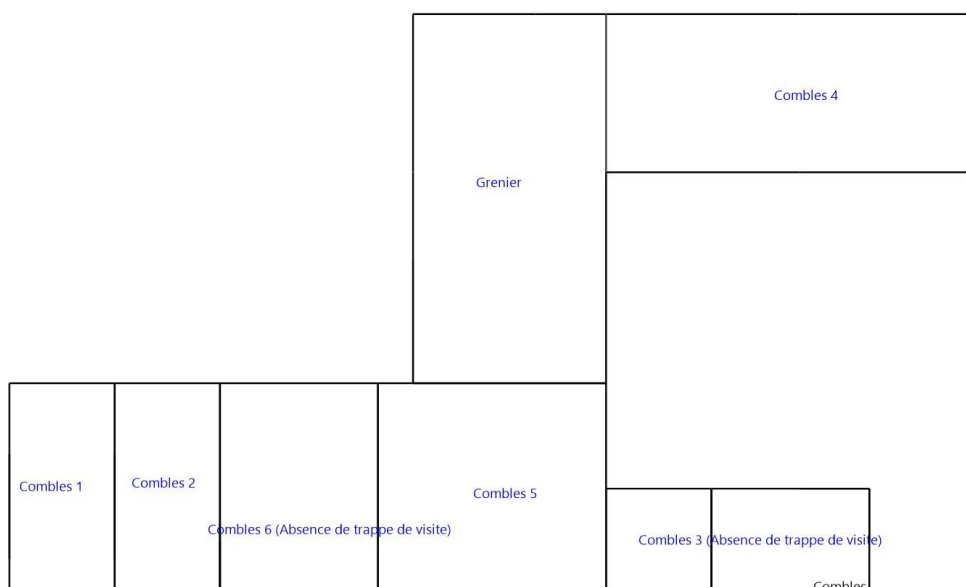 Combles 4
Grenier
Combles 1
Combles 2
Combles 5
Combles 6 (Absence de trappe de visite)
Combles 3 (Absence de trappe de visite)
Combles